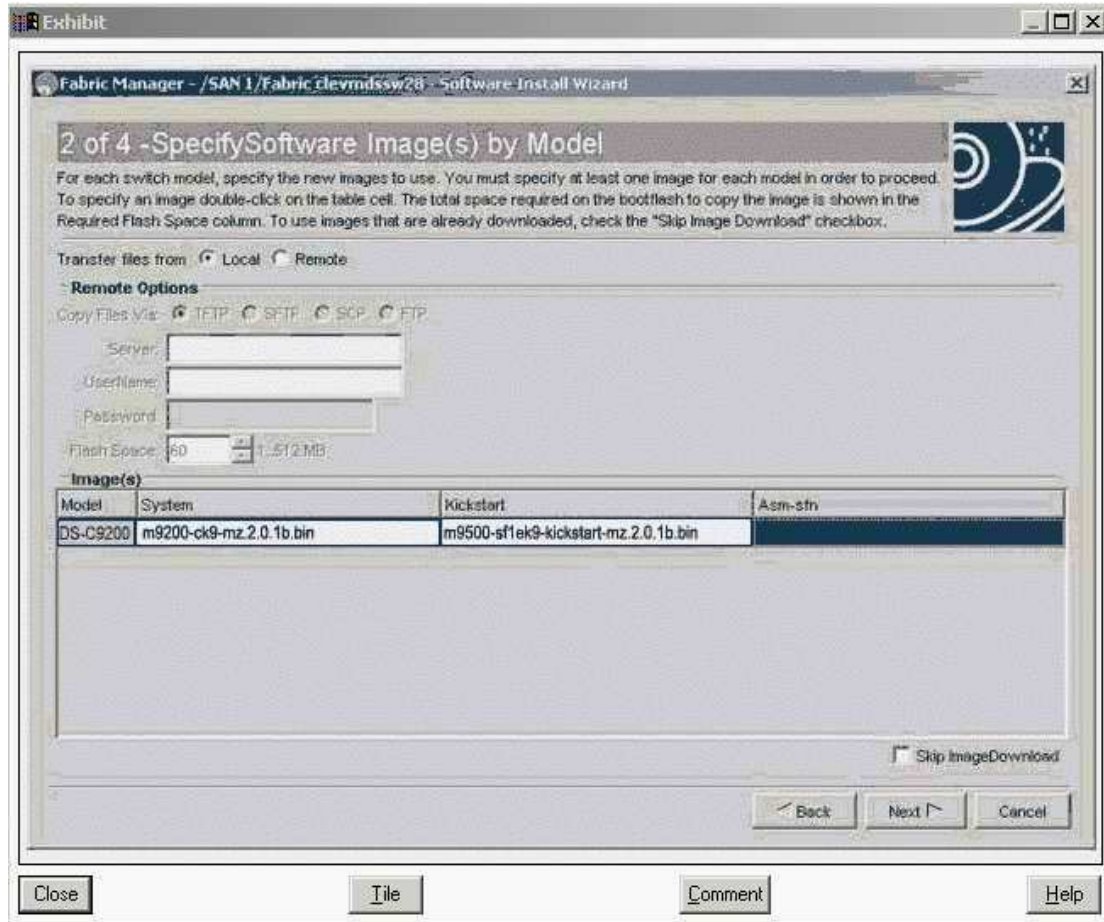 Exhibit
Fabric Manager - /SAN 1/Fabric clevmdssw28 - Software Install Wizard
2 of 4 -SpecifySoftware Image(s) by Model
For each switch model, specify the new images to use. You must specify at least one image for each model in order to proceed.
To specify an image double-click on the table cell. The total space required on the bootflash to copy the image is shown in the
Required Flash Space column. To use images that are already downloaded, check the "Skip Image Download" checkbox.
Transfer files from Local Remote
Remote Options
Copy Files Via: TFTP SFTP SCP FTP
Server:
UserName:
Password
Flash Space: 60 1..512 MB
Image(s)
Model System Kickstart Asm-sfn
DS-C9200 m9200-ck9-mz.2.0.1b.bin m9500-sf1ek9-kickstart-mz.2.0.1b.bin
Skip ImageDownload
Back Next Cancel
Close Tile Comment Help